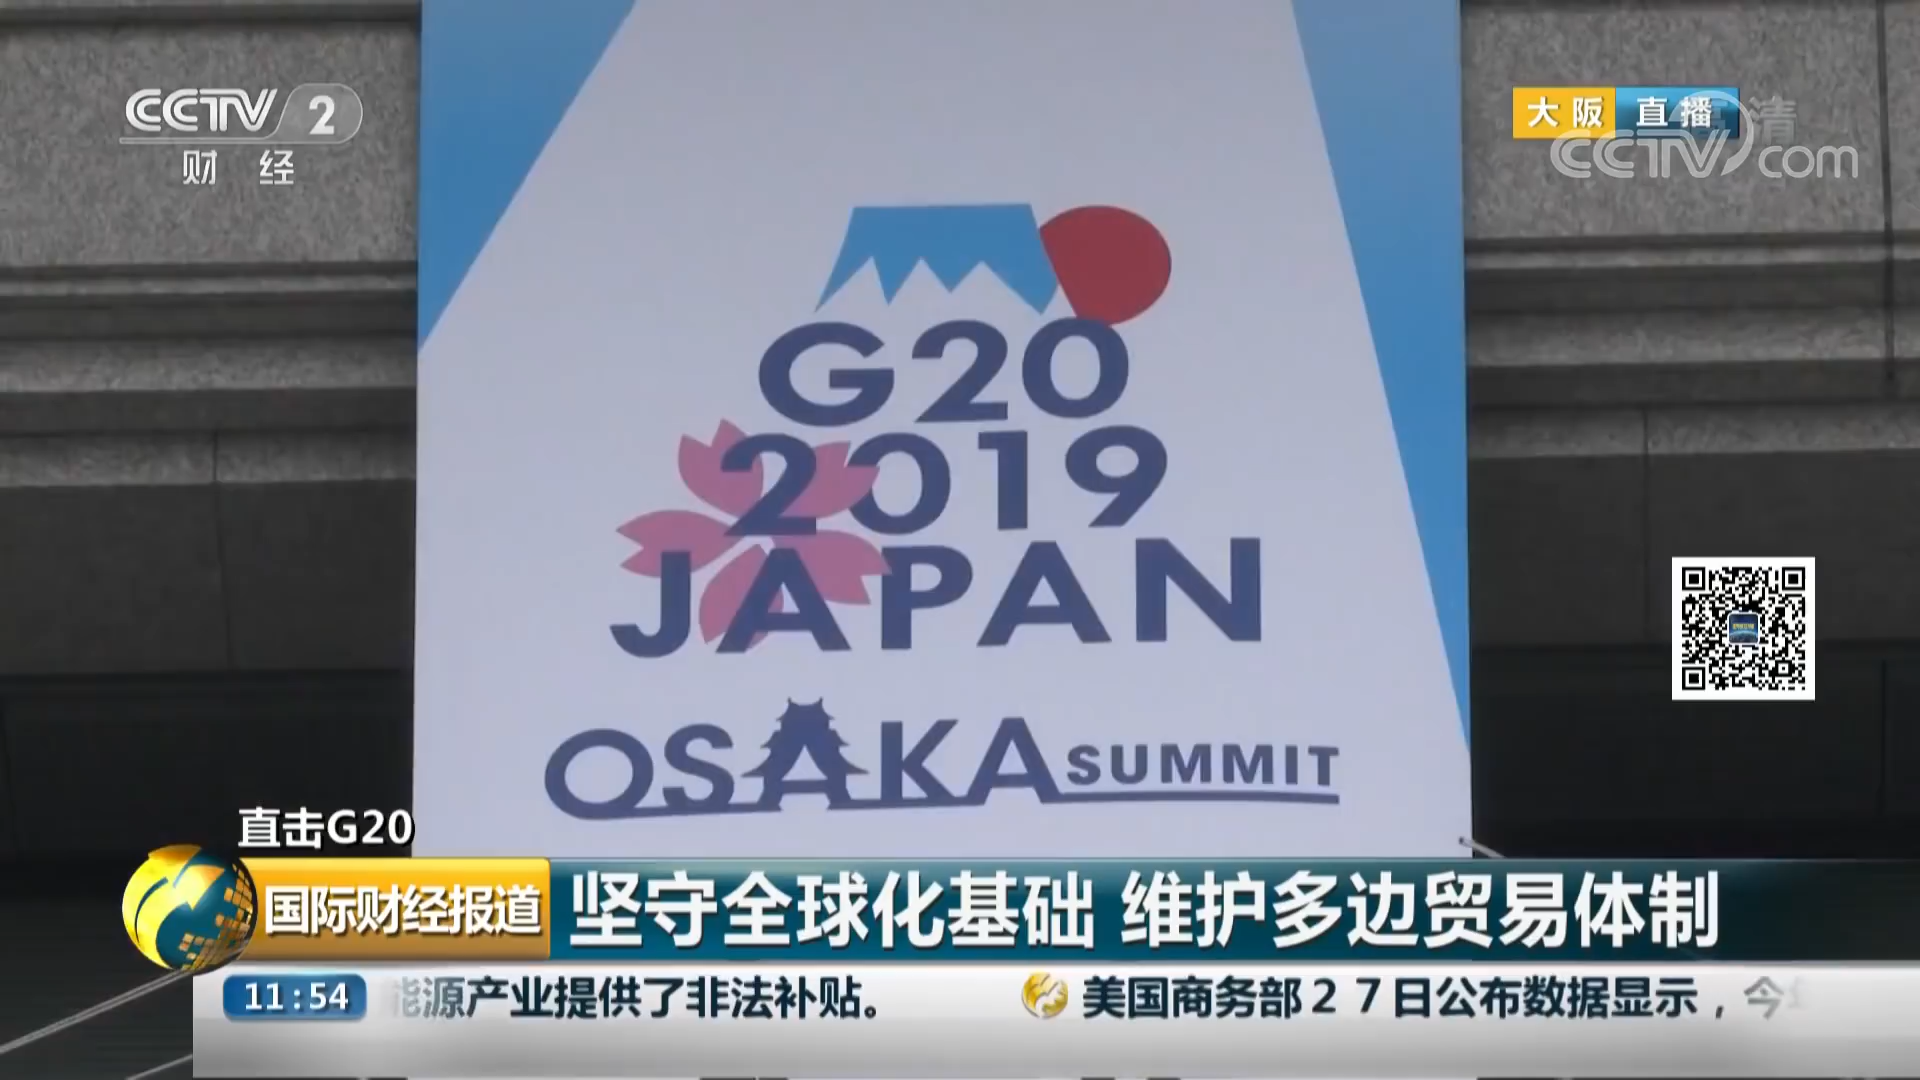 CCTV 2
财 经
大阪 直播
高清
CCTV com
G20
2019
JAPAN
OSAKA SUMMIT
直击G20
国际财经报道
坚守全球化基础 维护多边贸易体制
11:54 能源产业提供了非法补贴。 美国商务部27日公布数据显示，今